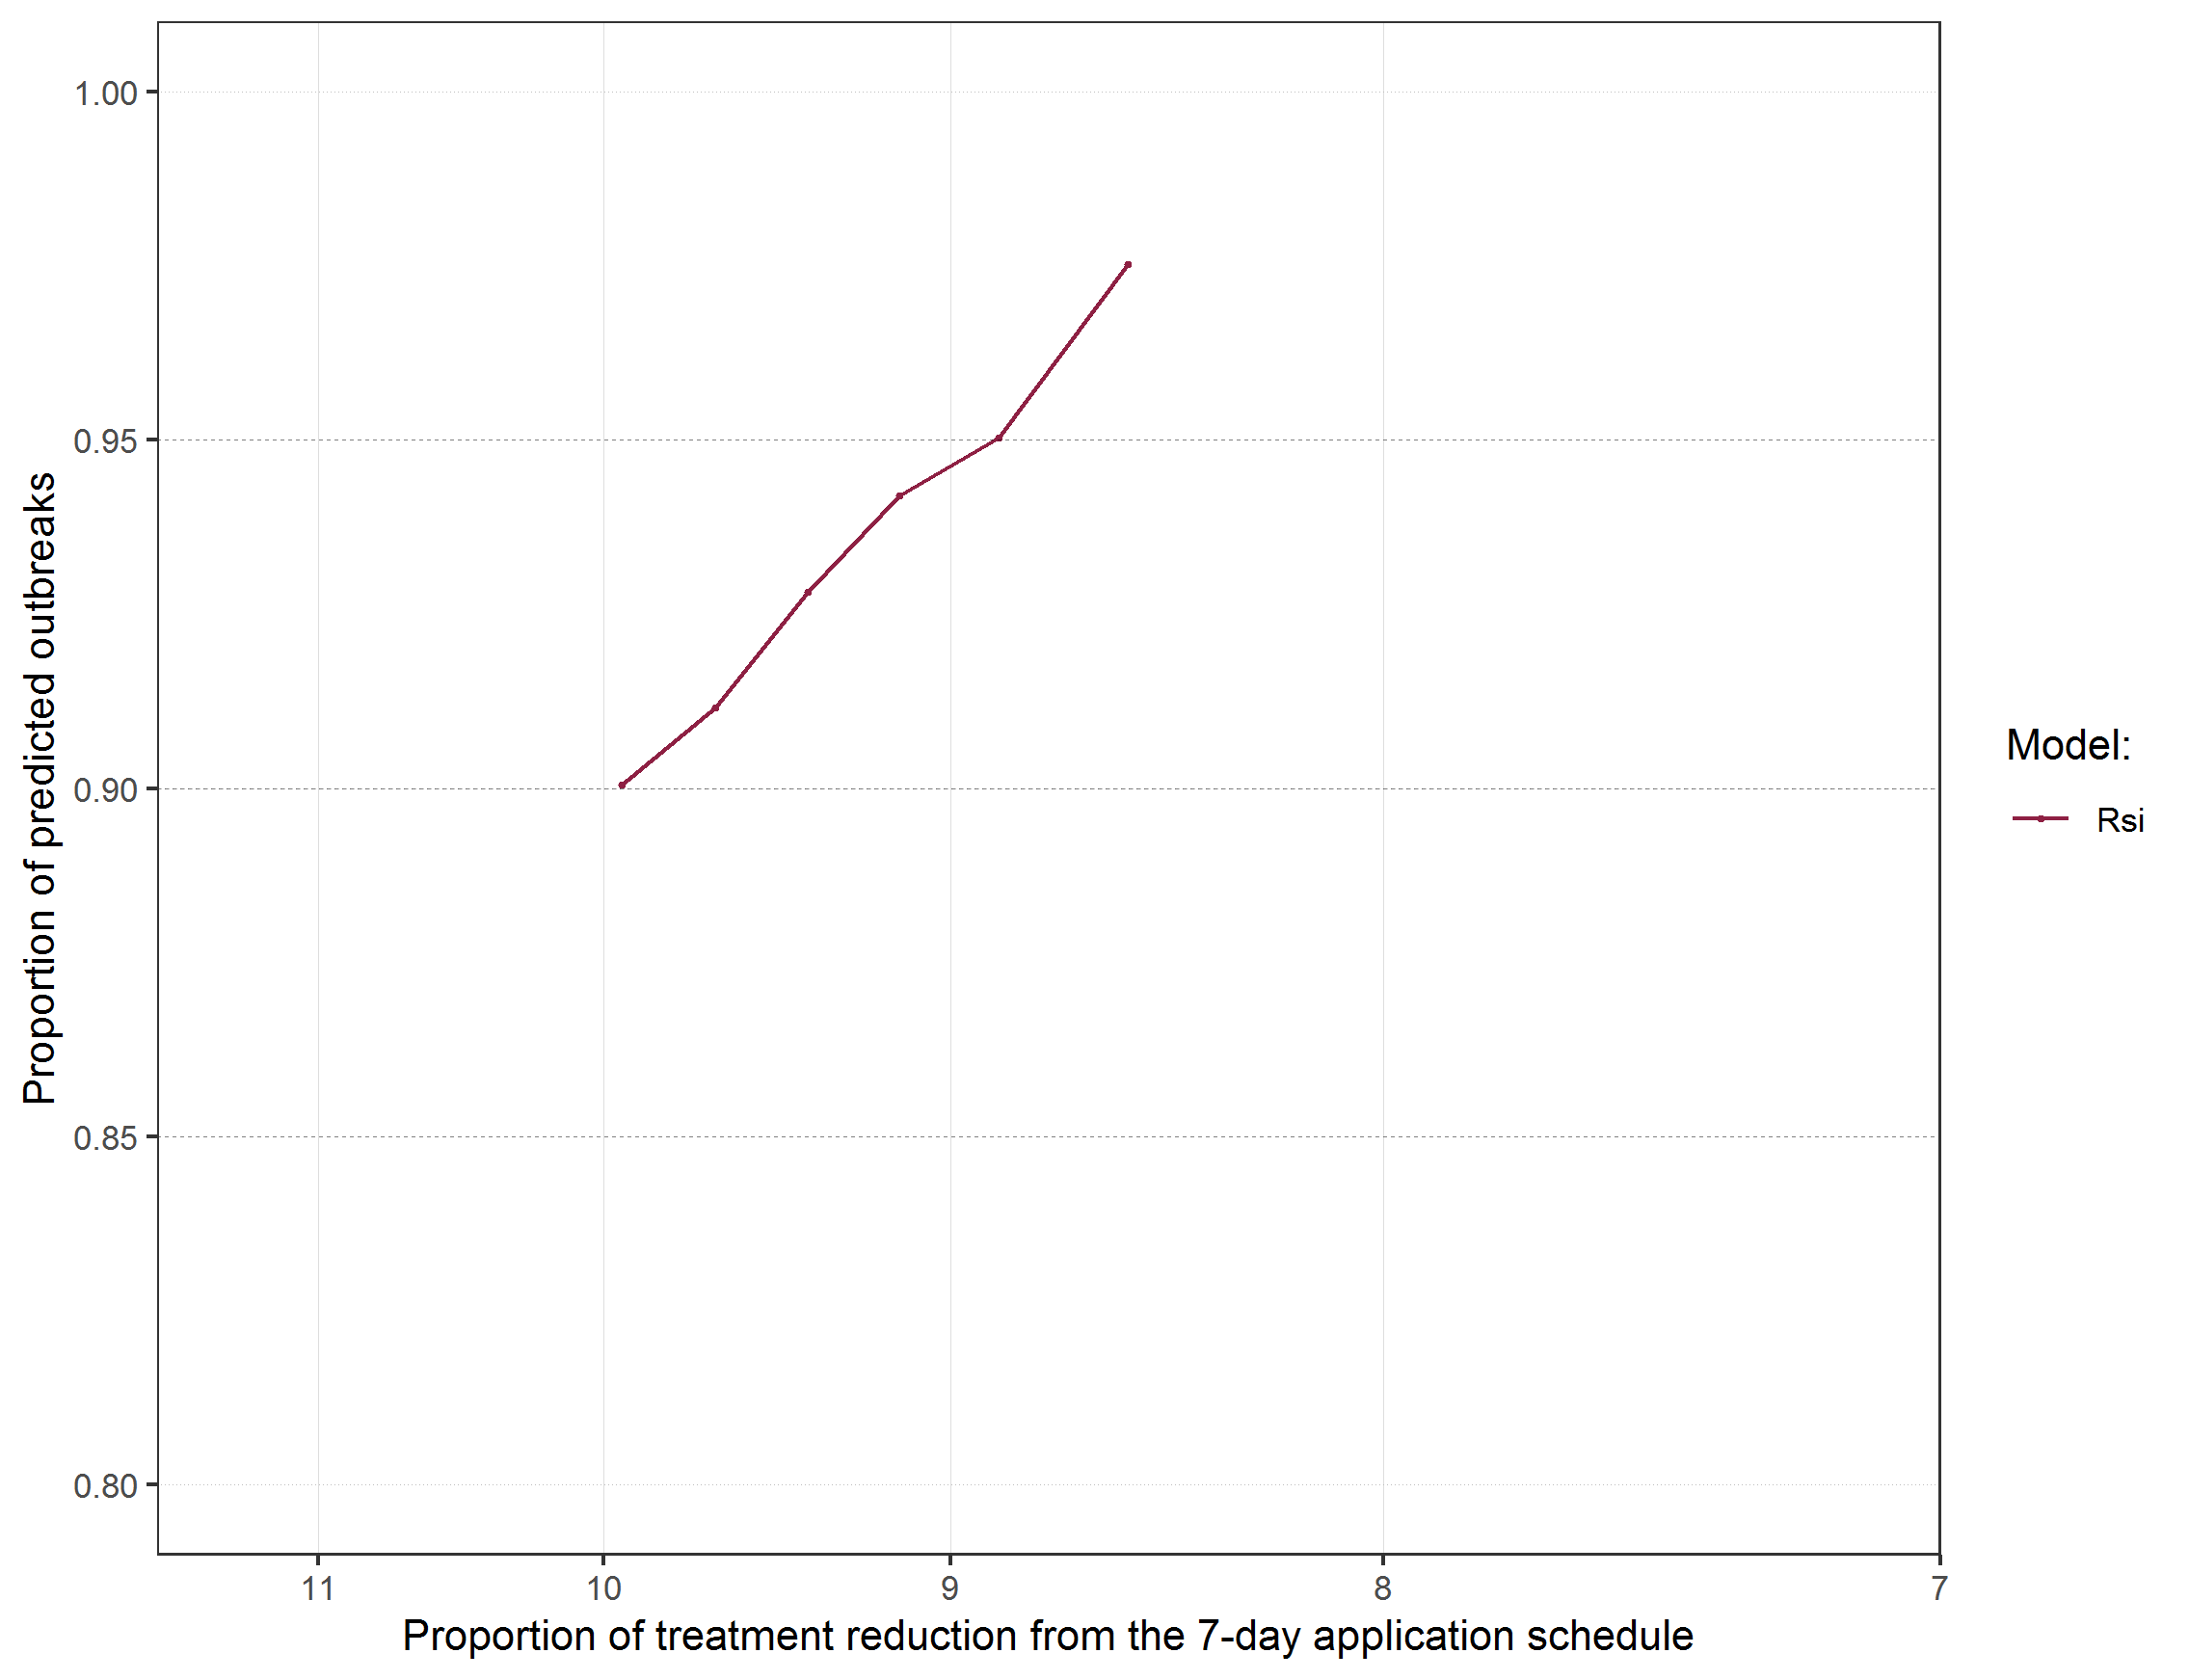 1.00
0.95
0.90
0.85
0.80
Proportion of predicted outbreaks
11 10 9 8 7
Proportion of treatment reduction from the 7-day application schedule
Model:
Rsi